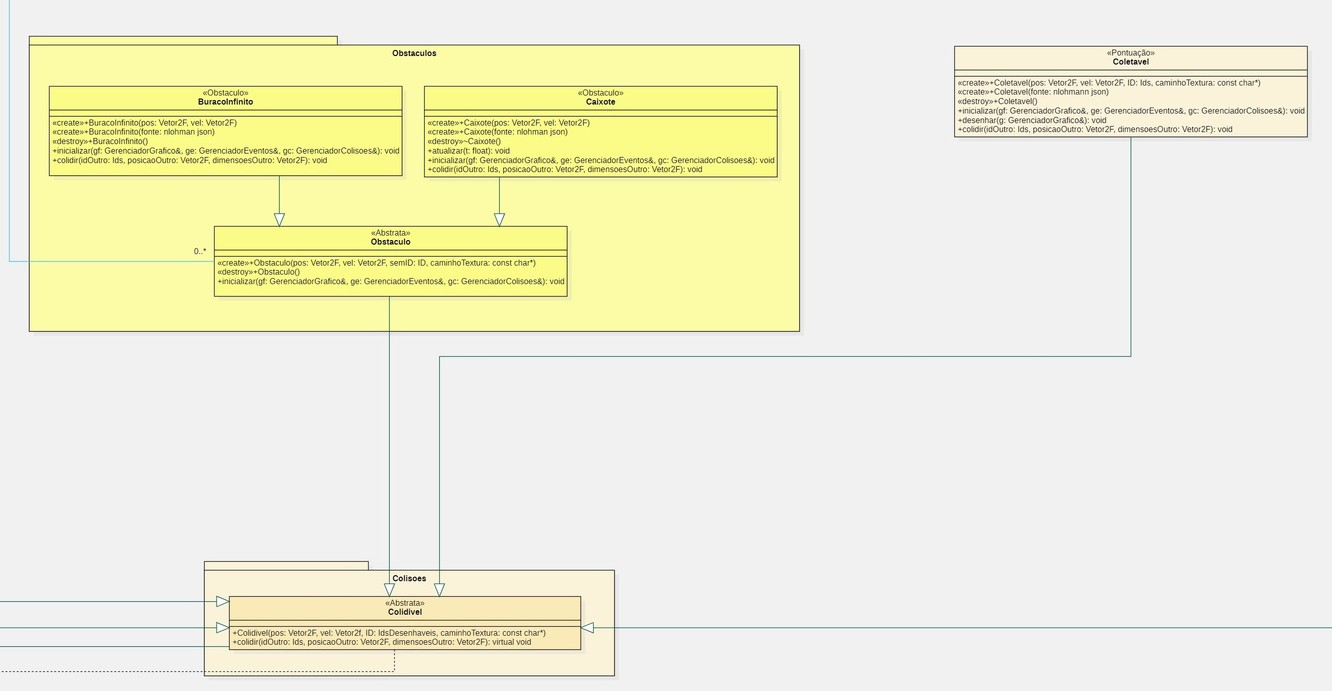 Obstaculos
«Obstaculo»
BuracoInfinito
«create»+BuracoInfinito(pos: Vetor2F, vel: Vetor2F)
«create»+BuracoInfinito(fonte: nlohman json)
«destroy»+BuracoInfinito()
+inicializar(gf: GerenciadorGrafico&, ge: GerenciadorEventos&, gc: GerenciadorColisoes&): void
+colidir(idOutro: Ids, posicaoOutro: Vetor2F, dimensoesOutro: Vetor2F): void
«Obstaculo»
Caixote
«create»+Caixote(pos: Vetor2F, vel: Vetor2F)
«create»+Caixote(fonte: nlohman json)
«destroy»~Caixote()
+atualizar(t: float): void
+inicializar(gf: GerenciadorGrafico&, ge: GerenciadorEventos&, gc: GerenciadorColisoes&): void
+colidir(idOutro: Ids, posicaoOutro: Vetor2F, dimensoesOutro: Vetor2F): void
«Pontuação»
Coletavel
«create»+Coletavel(pos: Vetor2F, vel: Vetor2F, ID: Ids, caminhoTextura: const char*)
«create»+Coletavel(fonte: nlohmann json)
«destroy»+Coletavel()
+inicializar(gf: GerenciadorGrafico&, ge: GerenciadorEventos&, gc: GerenciadorColisoes&): void
+desenhar(g: GerenciadorGrafico&): void
+colidir(idOutro: Ids, posicaoOutro: Vetor2F, dimensoesOutro: Vetor2F): void
0..*
«Abstrata»
Obstaculo
«create»+Obstaculo(pos: Vetor2F, vel: Vetor2F, semID: ID, caminhoTextura: const char*)
«destroy»+Obstaculo()
+inicializar(gf: GerenciadorGrafico&, ge: GerenciadorEventos&, gc: GerenciadorColisoes&): void
Colisoes
«Abstrata»
Colidivel
+Colidivel(pos: Vetor2F, vel: Vetor2f, ID: IdsDesenhaveis, caminhoTextura: const char*)
+colidir(idOutro: Ids, posicaoOutro: Vetor2F, dimensoesOutro: Vetor2F): virtual void